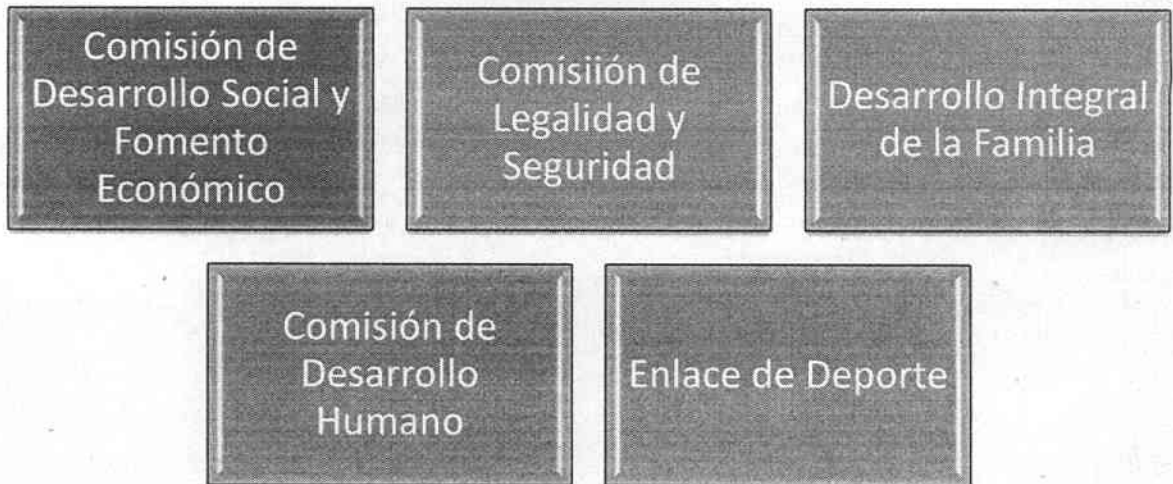 Comisión de
Desarrollo Social y
Fomento
Económico
Comisiión de
Legalidad y
Seguridad
Desarrollo Integral
de la Familia
Comisión de
Desarrollo
Humano
Enlace de Deporte